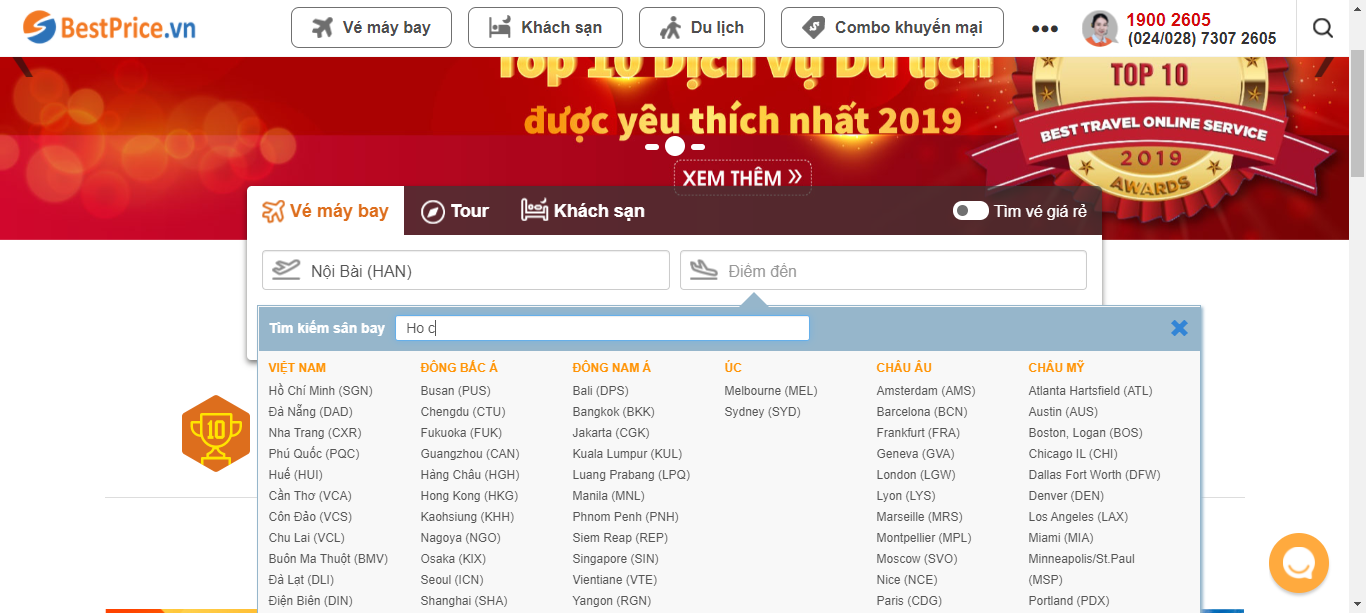 BestPrice.vn
Vé máy bay
Khách sạn
Du lịch
Combo khuyến mại
1900 2605
(024/028) 7307 2605
Top 10 Dịch vụ Du lịch
được yêu thích nhất 2019
XEM THÊM »
TOP 10
BEST TRAVEL ONLINE SERVICE
2019
AWARDS
Vé máy bay
Tour
Khách sạn
Tìm vé giá rẻ
Nội Bài (HAN)
Điểm đến
Tìm kiếm sân bay
Ho c
10
VIỆT NAM
Hồ Chí Minh (SGN)
Đà Nẵng (DAD)
Nha Trang (CXR)
Phú Quốc (PQC)
Huế (HUI)
Cần Thơ (VCA)
Côn Đảo (VCS)
Chu Lai (VCL)
Buôn Ma Thuột (BMV)
Đà Lạt (DLI)
Điện Biên (DIN)
ĐÔNG BẮC Á
Busan (PUS)
Chengdu (CTU)
Fukuoka (FUK)
Guangzhou (CAN)
Hàng Châu (HGH)
Hong Kong (HKG)
Kaohsiung (KHH)
Nagoya (NGO)
Osaka (KIX)
Seoul (ICN)
Shanghai (SHA)
ĐÔNG NAM Á
Bali (DPS)
Bangkok (BKK)
Jakarta (CGK)
Kuala Lumpur (KUL)
Luang Prabang (LPQ)
Manila (MNL)
Phnom Penh (PNH)
Siem Reap (REP)
Singapore (SIN)
Vientiane (VTE)
Yangon (RGN)
ÚC
Melbourne (MEL)
Sydney (SYD)
CHÂU ÂU
Amsterdam (AMS)
Barcelona (BCN)
Frankfurt (FRA)
Geneva (GVA)
London (LGW)
Lyon (LYS)
Marseille (MRS)
Montpellier (MPL)
Moscow (SVO)
Nice (NCE)
Paris (CDG)
CHÂU MỸ
Atlanta Hartsfield (ATL)
Austin (AUS)
Boston, Logan (BOS)
Chicago IL (CHI)
Dallas Fort Worth (DFW)
Denver (DEN)
Los Angeles (LAX)
Miami (MIA)
Minneapolis/St.Paul
(MSP)
Portland (PDX)